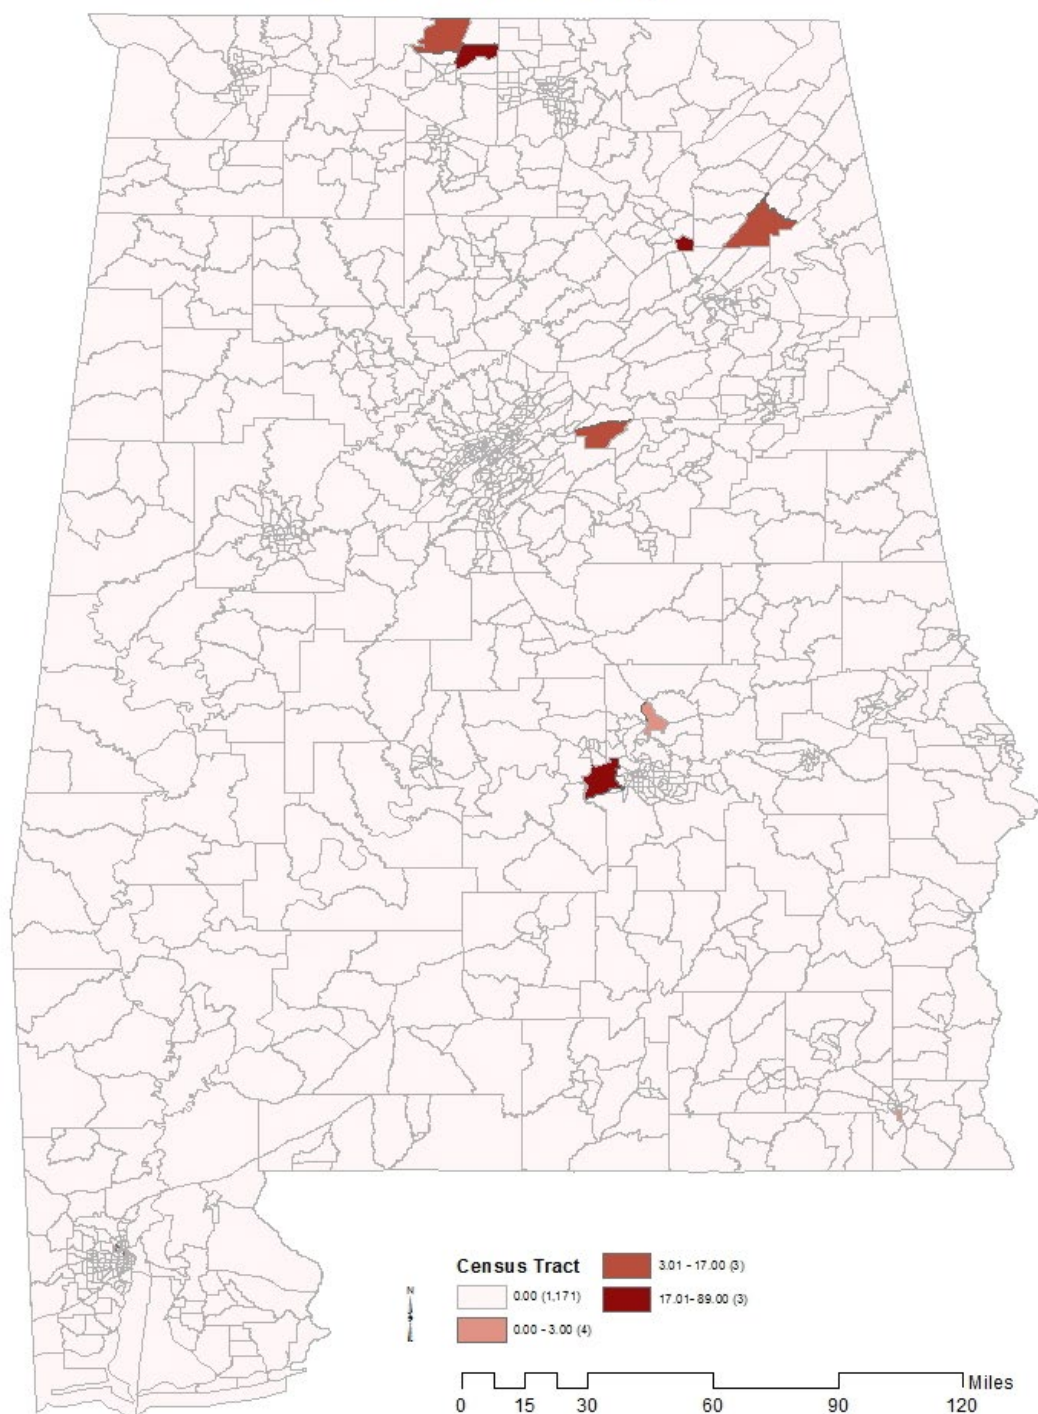 Census Tract
0.00 (1,171)
0.00 - 3.00 (4)
3.01 - 17.00 (3)
17.01- 89.00 (3)
N
Miles
0 15 30 60 90 120